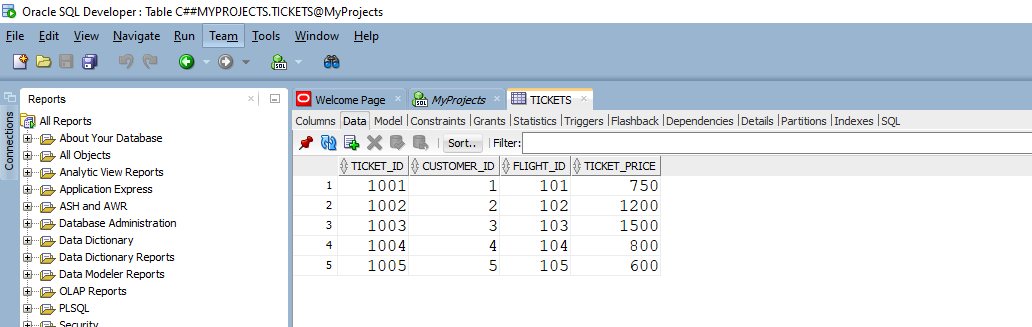 Oracle SQL Developer : Table C##MYPROJECTS.TICKETS@MyProjects
File Edit View Navigate Run Team Tools Window Help
SQL
Connections
Reports
All Reports
About Your Database
All Objects
Analytic View Reports
Application Express
ASH and AWR
Database Administration
Data Dictionary
Data Dictionary Reports
Data Modeler Reports
OLAP Reports
PLSQL
Security
Welcome Page SQL MyProjects TICKETS
Columns Data Model Constraints Grants Statistics Triggers Flashback Dependencies Details Partitions Indexes SQL
Sort.. Filter:
TICKET_ID CUSTOMER_ID FLIGHT_ID TICKET_PRICE
1 1001 1 101 750
2 1002 2 102 1200
3 1003 3 103 1500
4 1004 4 104 800
5 1005 5 105 600